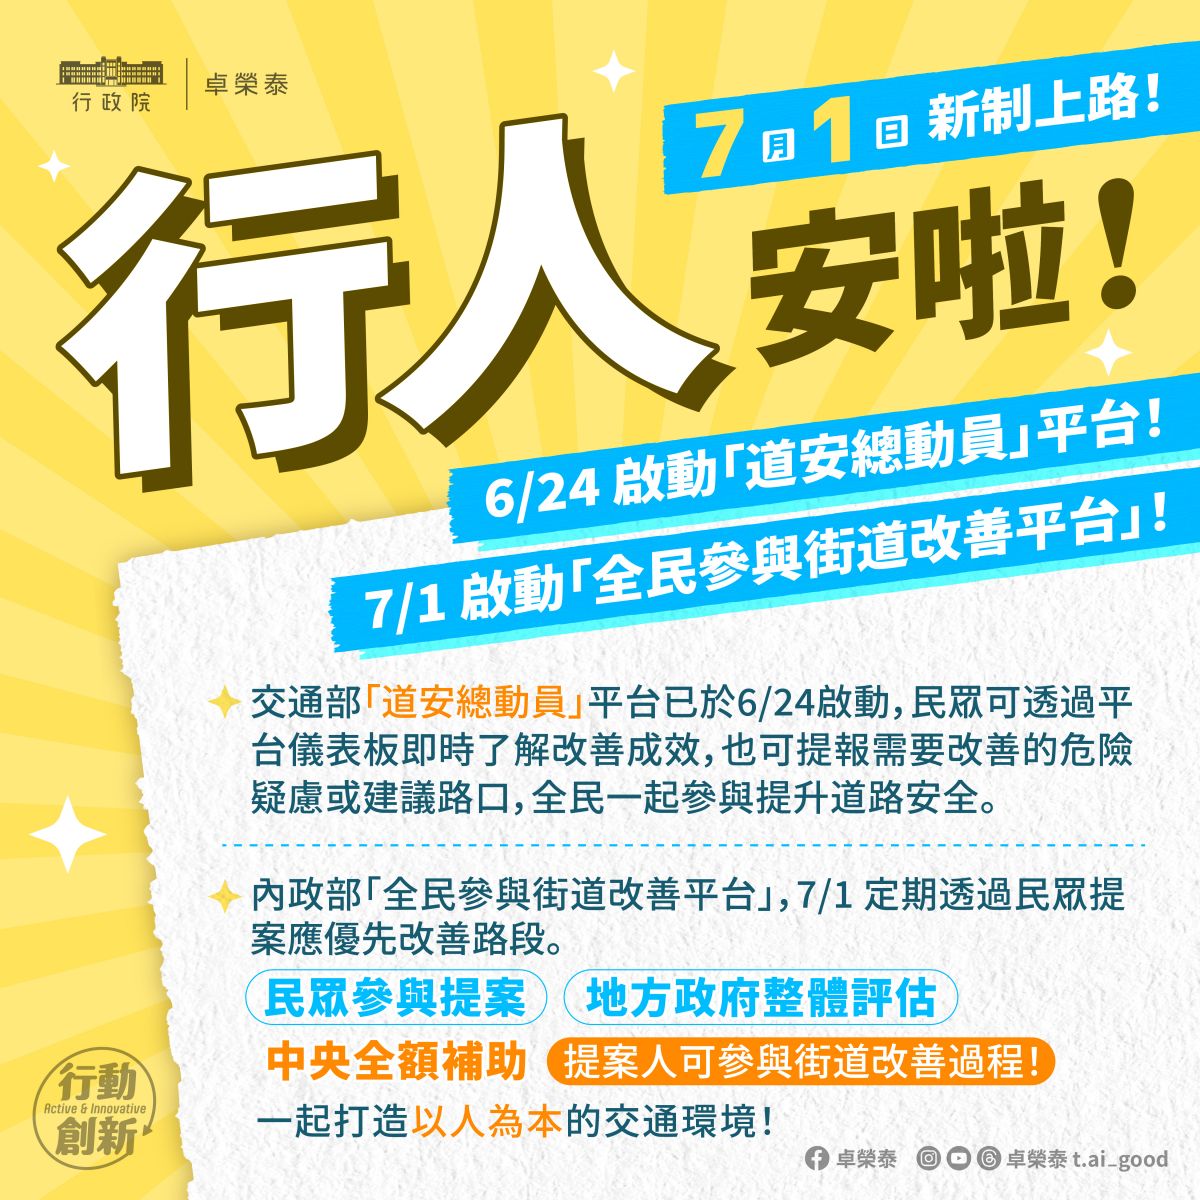 行政院
卓榮泰
7月1日 新制上路！
行人安啦！
6/24 啟動「道安總動員」平台！
7/1 啟動「全民參與街道改善平台」！
交通部「道安總動員」平台已於6/24啟動，民眾可透過平
台儀表板即時了解改善成效，也可提報需要改善的危險
疑慮或建議路口，全民一起參與提升道路安全。
內政部「全民參與街道改善平台」，7/1 定期透過民眾提
案應優先改善路段。
民眾參與提案 地方政府整體評估
中央全額補助 提案人可參與街道改善過程！
一起打造以人為本的交通環境！
行動
Active & Innovative
創新
卓榮泰 卓榮泰 t.ai_good